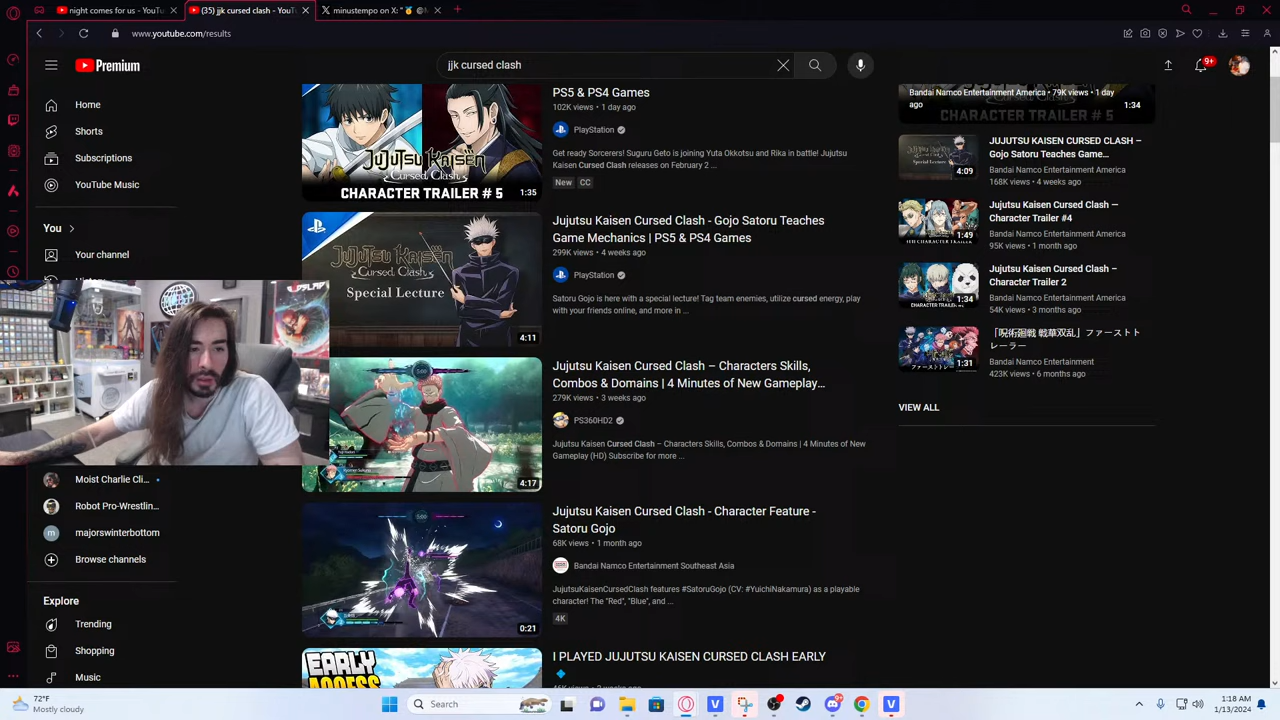 night comes for us - YouTu
(35) jjk cursed clash - YouT
minustempo on X: "🥇 @M
www.youtube.com/results
Premium
jjk cursed clash
9+
Home
Shorts
Subscriptions
YouTube Music
You
Your channel
History
Moist Charlie Cli...
Robot Pro-Wrestlin...
m
majorswinterbottom
Browse channels
Explore
Trending
Shopping
Music
JUJUTSU KAISEN
Cursed Clash
CHARACTER TRAILER # 5
1:35
PS5 & PS4 Games
102K views • 1 day ago
PlayStation
Get ready Sorcerers! Suguru Geto is joining Yuta Okkotsu and Rika in battle! Jujutsu
Kaisen Cursed Clash releases on February 2 ...
New
CC
JUJUTSU KAISEN
Cursed Clash
Special Lecture
4:11
Jujutsu Kaisen Cursed Clash - Gojo Satoru Teaches
Game Mechanics | PS5 & PS4 Games
299K views • 4 weeks ago
PlayStation
Satoru Gojo is here with a special lecture! Tag team enemies, utilize cursed energy, play
with your friends online, and more in ...
4:17
Jujutsu Kaisen Cursed Clash – Characters Skills,
Combos & Domains | 4 Minutes of New Gameplay...
279K views • 3 weeks ago
PS360HD2
Jujutsu Kaisen Cursed Clash – Characters Skills, Combos & Domains | 4 Minutes of New
Gameplay (HD) Subscribe for more ...
0:21
Jujutsu Kaisen Cursed Clash - Character Feature -
Satoru Gojo
68K views • 1 month ago
Bandai Namco Entertainment Southeast Asia
JujutsuKaisenCursedClash features #SatoruGojo (CV: #YuichiNakamura) as a playable
character! The "Red", "Blue", and ...
4K
EARLY
ACCESS
I PLAYED JUJUTSU KAISEN CURSED CLASH EARLY
Bandai Namco Entertainment America • 79K views • 1 day
ago
1:34
CHARACTER TRAILER # 5
4:09
JUJUTSU KAISEN CURSED CLASH –
Gojo Satoru Teaches Game...
168K views • 4 weeks ago
1:49
Jujutsu Kaisen Cursed Clash —
Character Trailer #4
Bandai Namco Entertainment America
95K views • 1 month ago
1:34
Jujutsu Kaisen Cursed Clash –
Character Trailer 2
Bandai Namco Entertainment America
54K views • 3 months ago
1:31
「呪術廻戦 戦華双乱」ファーストト
レーラー
Bandai Namco Entertainment
423K views • 6 months ago
VIEW ALL
72°F
Mostly cloudy
Search
9+
1:18 AM
1/13/2024